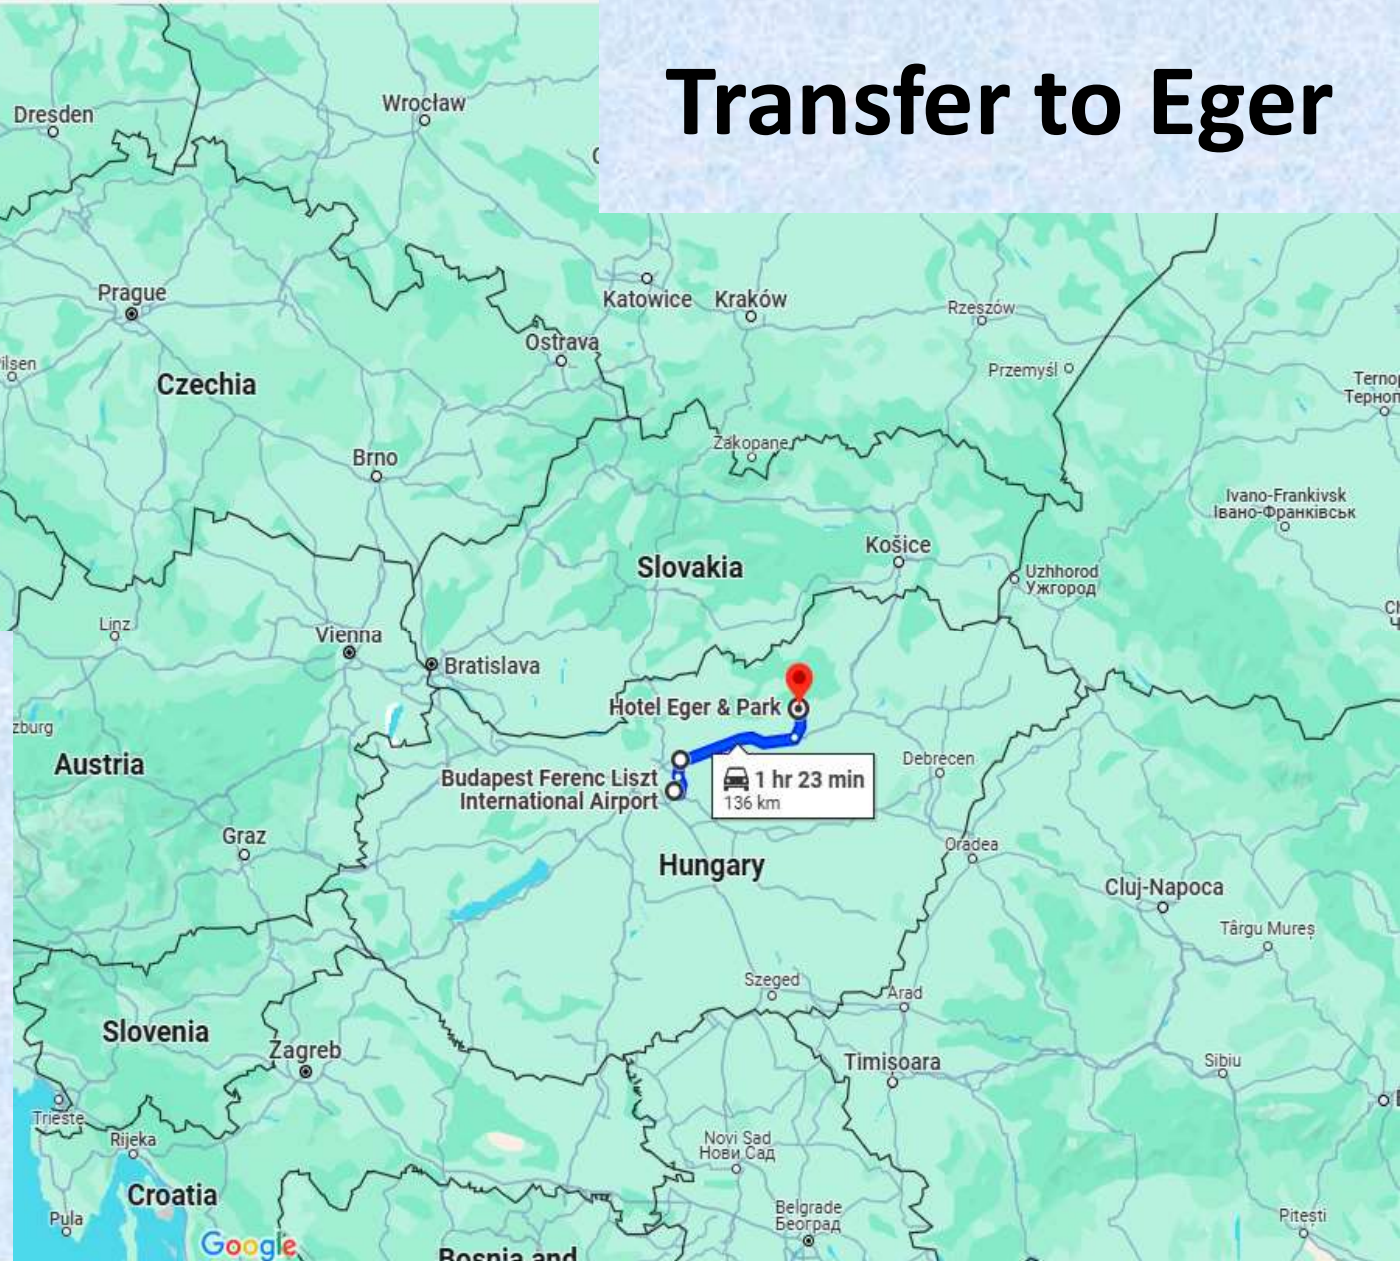 Transfer to Eger
Dresden
Wrocław
Prague
Katowice
Kraków
Rzeszów
Ostrava
ilsen
Przemyśl
Czechia
Ternop
Терноп
Zakopane
Brno
Ivano-Frankivsk
Івано-Франківськ
Košice
Slovakia
Uzhhorod
Ужгород
Linz
Vienna
Bratislava
Hotel Eger & Park
zburg
Austria
Debrecen
Budapest Ferenc Liszt
International Airport
1 hr 23 min
136 km
Graz
Oradea
Hungary
Cluj-Napoca
Târgu Mureș
Szeged
Arad
Slovenia
Zagreb
Timișoara
Sibiu
Trieste
Rijeka
Novi Sad
Нови Сад
Croatia
Pula
Belgrade
Београд
Pitești
Google
Bosnia and